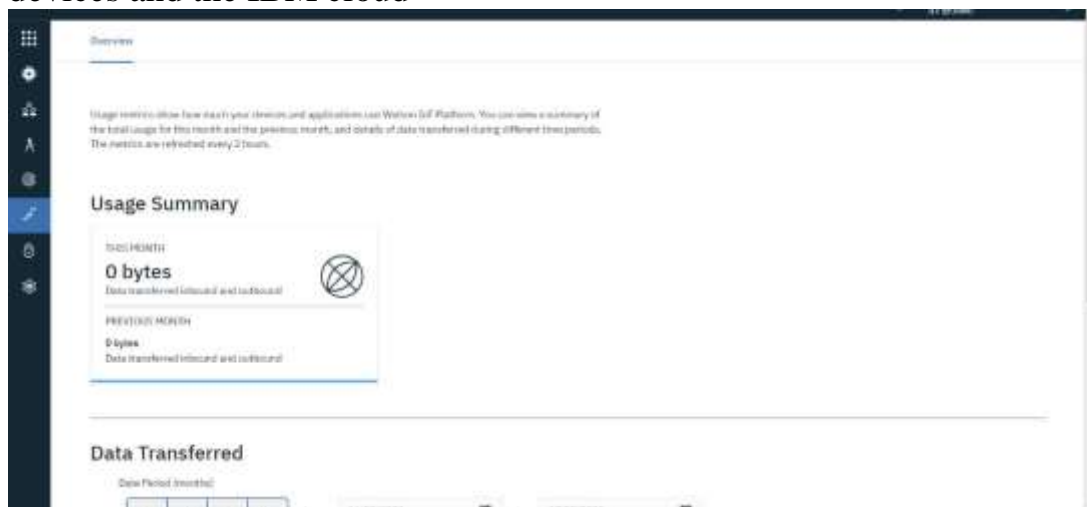 devices and the IBM cloud
Overview
Usage metrics show how much your devices and applications use Watson IoT Platform. You can view a summary of
the total usage for this month and the previous month, and details of data transferred during different time periods.
The metrics are refreshed every 2 hours.
Usage Summary
THIS MONTH
0 bytes
Data transferred inbound and outbound
PREVIOUS MONTH
0 bytes
Data transferred inbound and outbound
Data Transferred
Data Period (months)